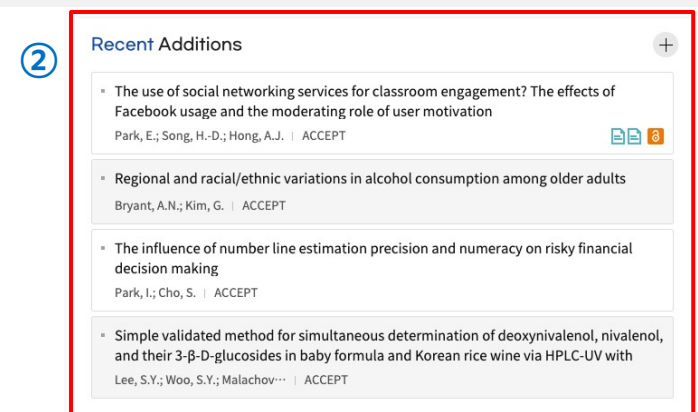 ②
Recent Additions
The use of social networking services for classroom engagement? The effects of
Facebook usage and the moderating role of user motivation
Park, E.; Song, H.-D.; Hong, A.J. | ACCEPT
Regional and racial/ethnic variations in alcohol consumption among older adults
Bryant, A.N.; Kim, G. | ACCEPT
The influence of number line estimation precision and numeracy on risky financial
decision making
Park, I.; Cho, S. | ACCEPT
Simple validated method for simultaneous determination of deoxynivalenol, nivalenol,
and their 3-β-D-glucosides in baby formula and Korean rice wine via HPLC-UV with
Lee, S.Y.; Woo, S.Y.; Malachov··· | ACCEPT